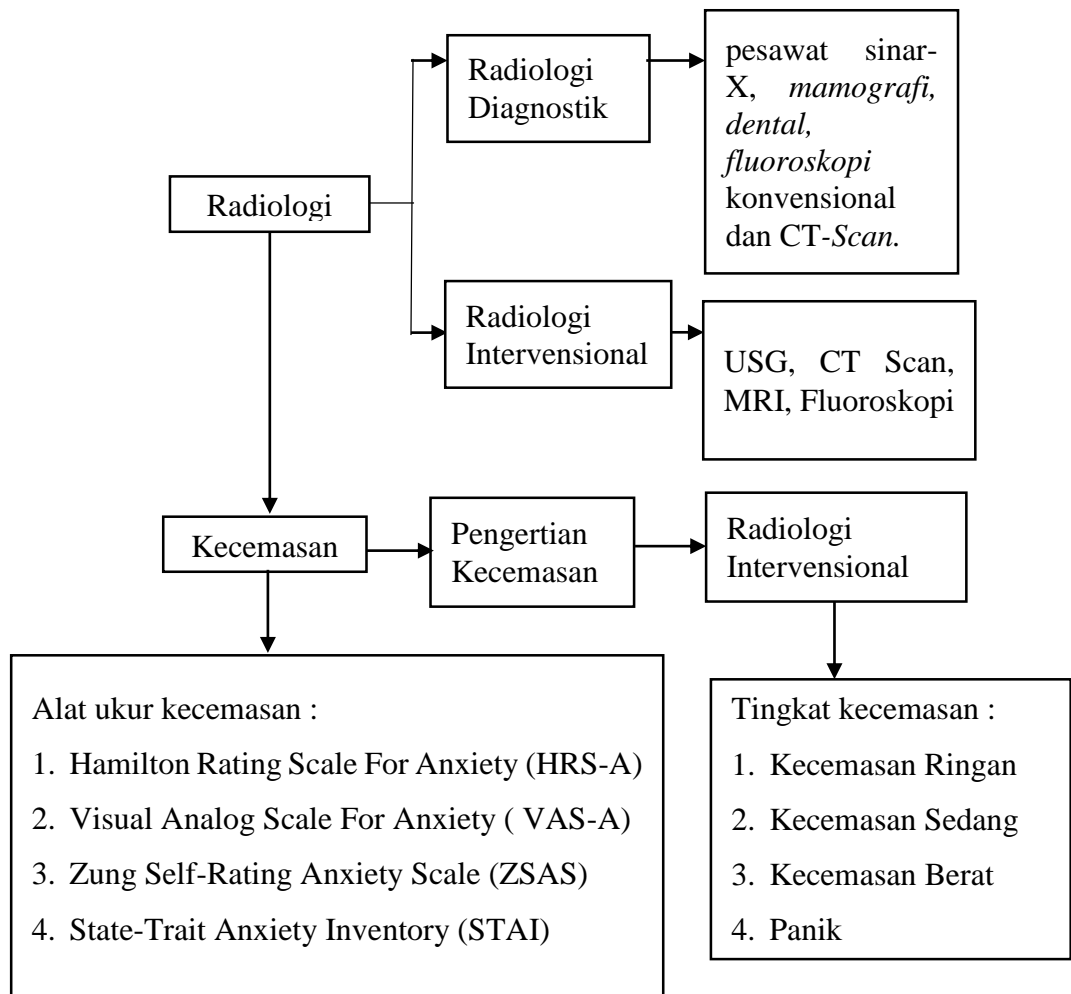 Radiologi
Diagnostik
pesawat sinar-
X, mamografi,
dental,
fluoroskopi
konvensional
dan CT-Scan.
Radiologi
Radiologi
Intervensional
USG, CT Scan,
MRI, Fluoroskopi
Kecemasan
Pengertian
Kecemasan
Radiologi
Intervensional
Alat ukur kecemasan :
1. Hamilton Rating Scale For Anxiety (HRS-A)
2. Visual Analog Scale For Anxiety ( VAS-A)
3. Zung Self-Rating Anxiety Scale (ZSAS)
4. State-Trait Anxiety Inventory (STAI)
Tingkat kecemasan :
1. Kecemasan Ringan
2. Kecemasan Sedang
3. Kecemasan Berat
4. Panik